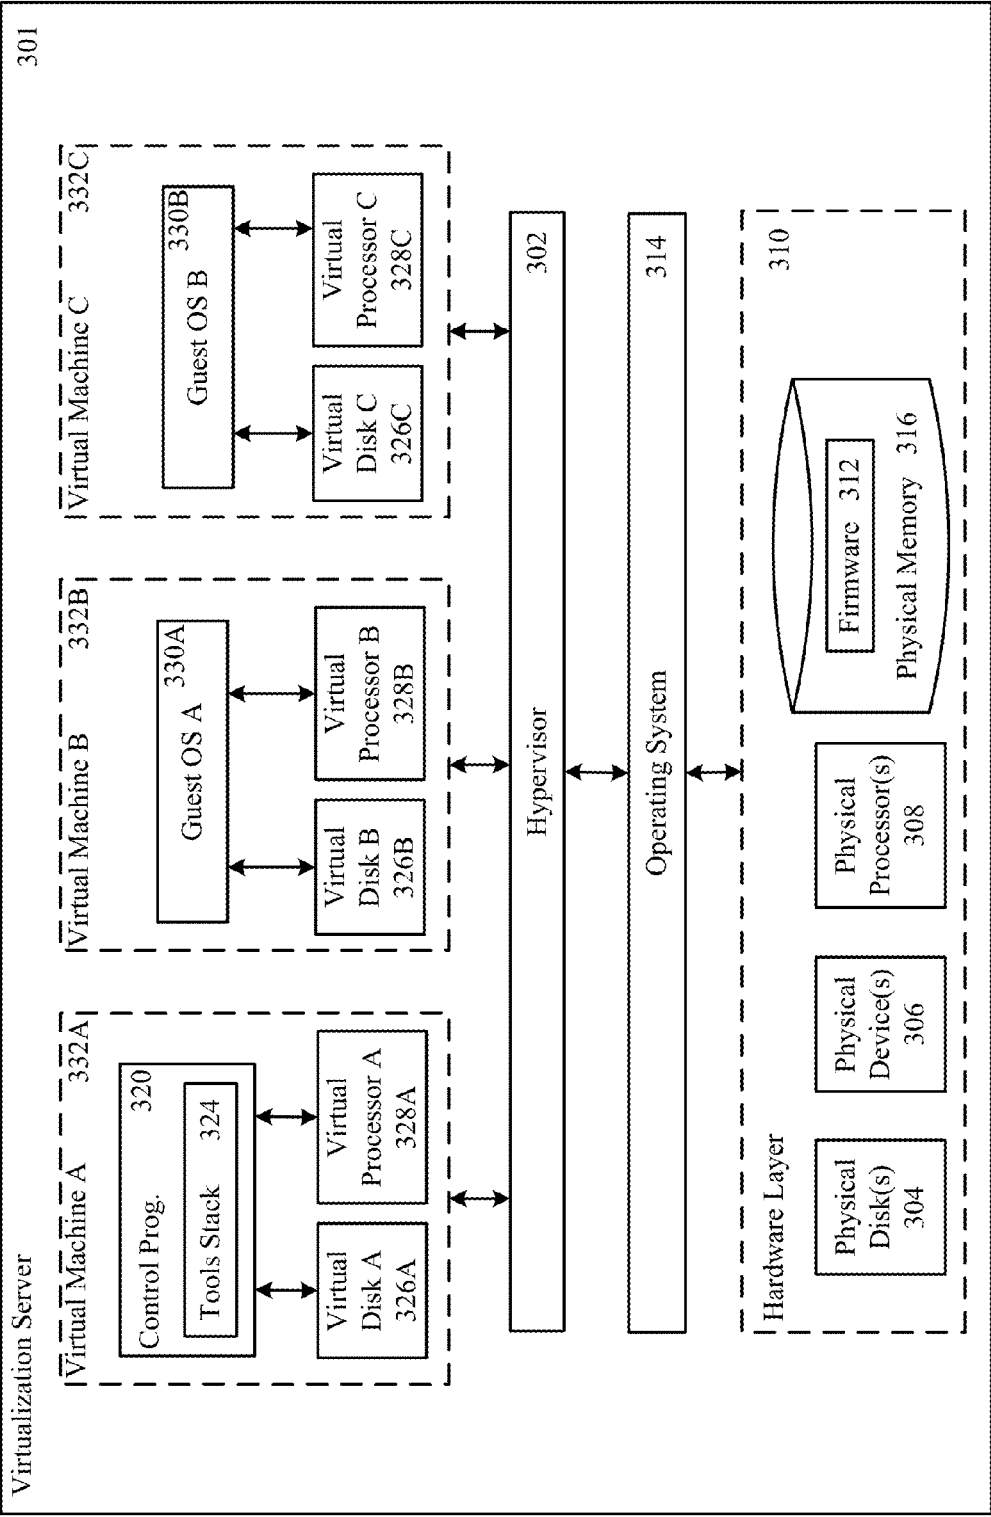 Virtualization Server 301
Virtual Machine A 332A
Control Prog. 320
Tools Stack 324
Virtual
Disk A
326A
Virtual
Processor A
328A
Virtual Machine B 332B
330A
Guest OS A
Virtual
Disk B
326B
Virtual
Processor B
328B
Virtual Machine C 332C
330B
Guest OS B
Virtual
Disk C
326C
Virtual
Processor C
328C
Hypervisor 302
Operating System 314
Hardware Layer 310
Physical
Disk(s)
304
Physical
Device(s)
306
Physical
Processor(s)
308
Firmware 312
Physical Memory 316